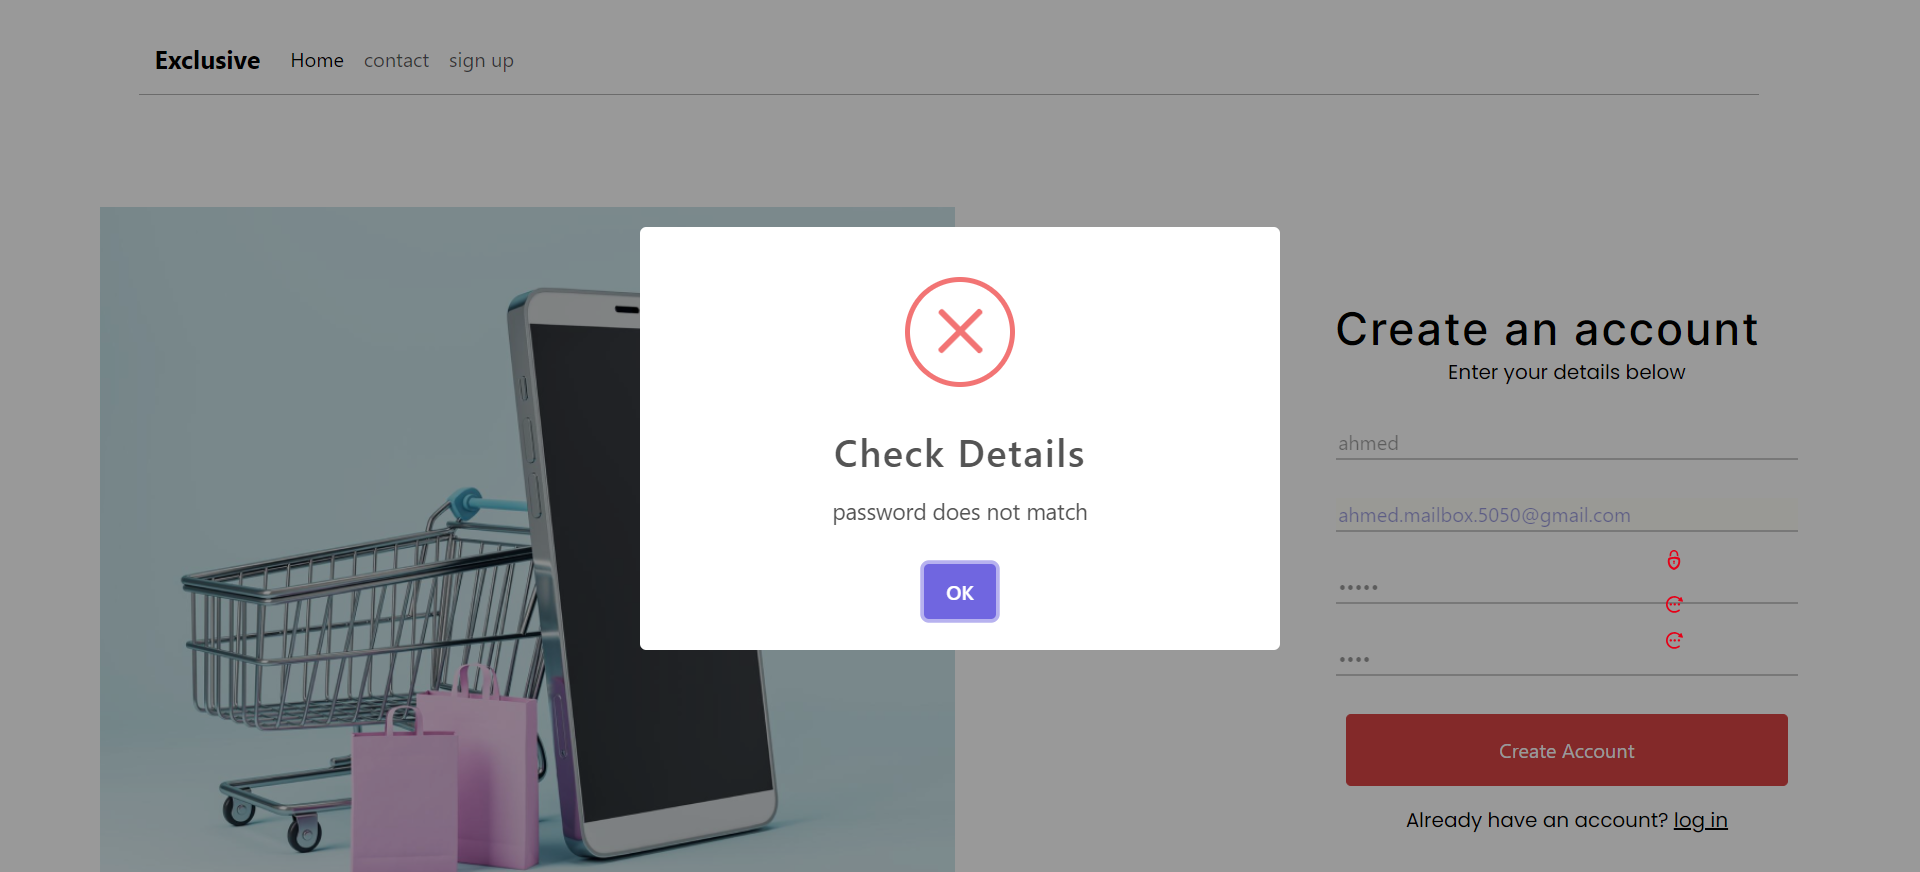 Exclusive Home contact sign up
Check Details
password does not match
OK
Create an account
Enter your details below
ahmed
ahmed.mailbox.5050@gmail.com
•••••
••••
Create Account
Already have an account? log in